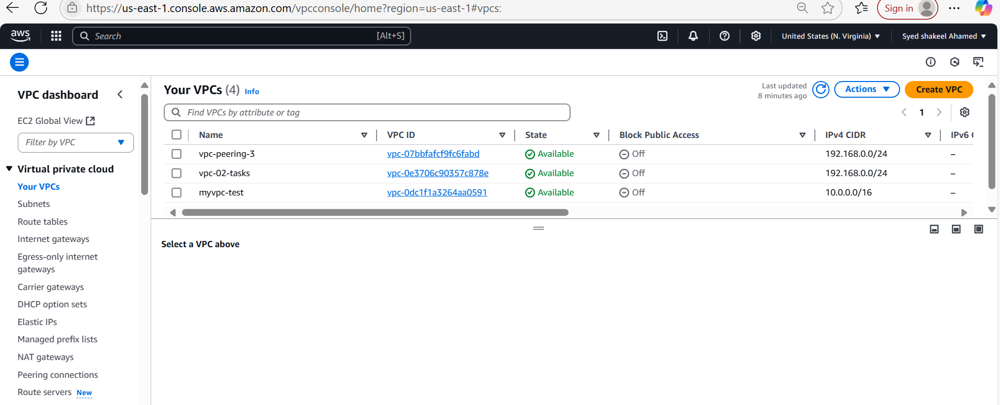 https://us-east-1.console.aws.amazon.com/vpcconsole/home?region=us-east-1#vpcs:
Sign in
aws
Search
[Alt+S]
United States (N. Virginia)
Syed shakeel Ahamed
VPC dashboard
EC2 Global View
Filter by VPC
Virtual private cloud
Your VPCs
Subnets
Route tables
Internet gateways
Egress-only internet
gateways
Carrier gateways
DHCP option sets
Elastic IPs
Managed prefix lists
NAT gateways
Peering connections
Route servers New
Your VPCs (4) Info
Last updated
8 minutes ago
Actions
Create VPC
Find VPCs by attribute or tag
1
Name VPC ID State Block Public Access IPv4 CIDR IPv6 C
vpc-peering-3 vpc-07bbfafcf9fc6fabd Available Off 192.168.0.0/24 –
vpc-02-tasks vpc-0e3706c90357c878e Available Off 192.168.0.0/24 –
myvpc-test vpc-0dc1f1a3264aa0591 Available Off 10.0.0.0/16 –
Select a VPC above